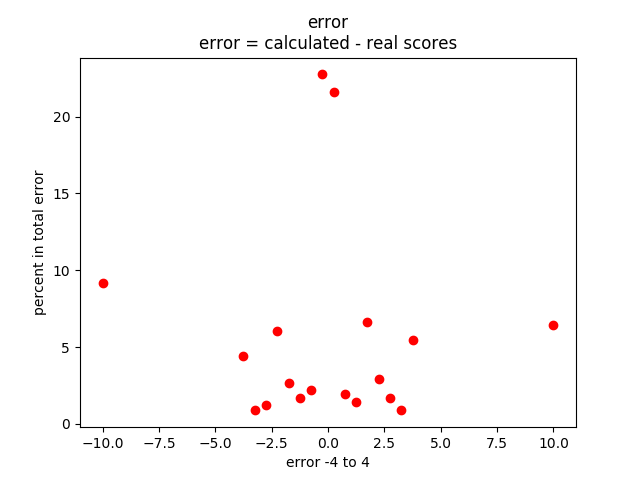 error
error = calculated - real scores
percent in total error
20
15
10
5
0
−10.0 −7.5 −5.0 −2.5 0.0 2.5 5.0 7.5 10.0
error -4 to 4